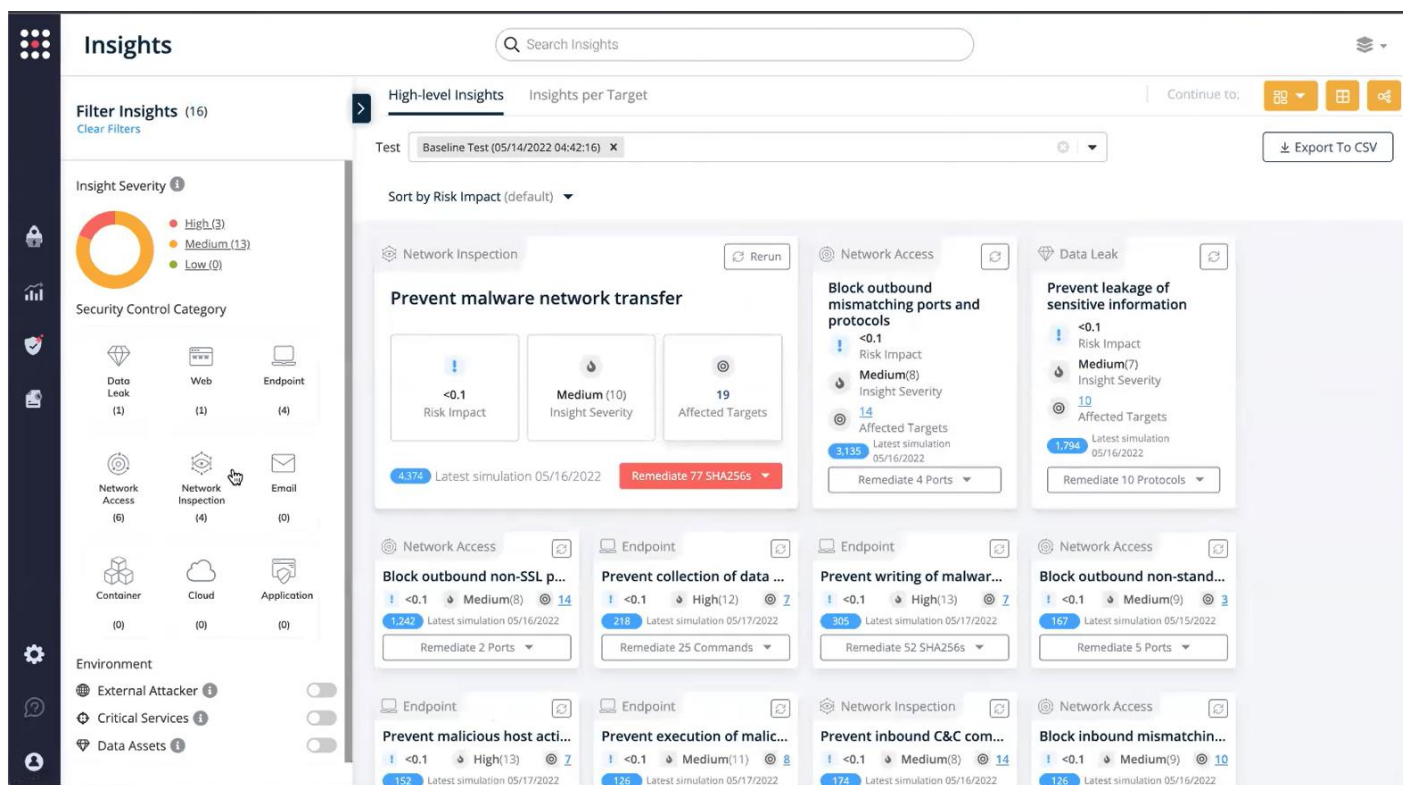 Insights
Search Insights
Filter Insights (16)
Clear Filters
High-level Insights
Insights per Target
Continue to;
Test
Baseline Test (05/14/2022 04:42:16) x
Export To CSV
Sort by Risk Impact (default)
Insight Severity
High (3)
Medium (13)
Low (0)
Security Control Category
Data Leak
(1)
Web
(1)
Endpoint
(4)
Network Access
(6)
Network Inspection
(4)
Email
(0)
Container
(0)
Cloud
(0)
Application
(0)
Environment
External Attacker
Critical Services
Data Assets
Network Inspection
Rerun
Prevent malware network transfer
<0.1
Risk Impact
Medium (10)
Insight Severity
19
Affected Targets
4,374 Latest simulation 05/16/2022
Remediate 77 SHA256s
Network Access
Block outbound
mismatching ports and
protocols
<0.1
Risk Impact
Medium(8)
Insight Severity
14
Affected Targets
3,135 Latest simulation
05/16/2022
Remediate 4 Ports
Data Leak
Prevent leakage of
sensitive information
<0.1
Risk Impact
Medium(7)
Insight Severity
10
Affected Targets
1,794 Latest simulation
05/16/2022
Remediate 10 Protocols
Network Access
Block outbound non-SSL p...
<0.1 Medium(8) 14
1,242 Latest simulation 05/16/2022
Remediate 2 Ports
Endpoint
Prevent collection of data ...
<0.1 High(12) 7
218 Latest simulation 05/17/2022
Remediate 25 Commands
Endpoint
Prevent writing of malwar...
<0.1 High(13) 7
305 Latest simulation 05/17/2022
Remediate 52 SHA256s
Network Access
Block outbound non-stand...
<0.1 Medium(9) 3
167 Latest simulation 05/15/2022
Remediate 5 Ports
Endpoint
Prevent malicious host acti...
<0.1 High(13) 7
152 Latest simulation 05/17/2022
Endpoint
Prevent execution of malic...
<0.1 Medium(11) 8
126 Latest simulation 05/17/2022
Network Inspection
Prevent inbound C&C com...
<0.1 Medium(8) 14
174 Latest simulation 05/16/2022
Network Access
Block inbound mismatchin...
<0.1 Medium(9) 10
126 Latest simulation 05/16/2022